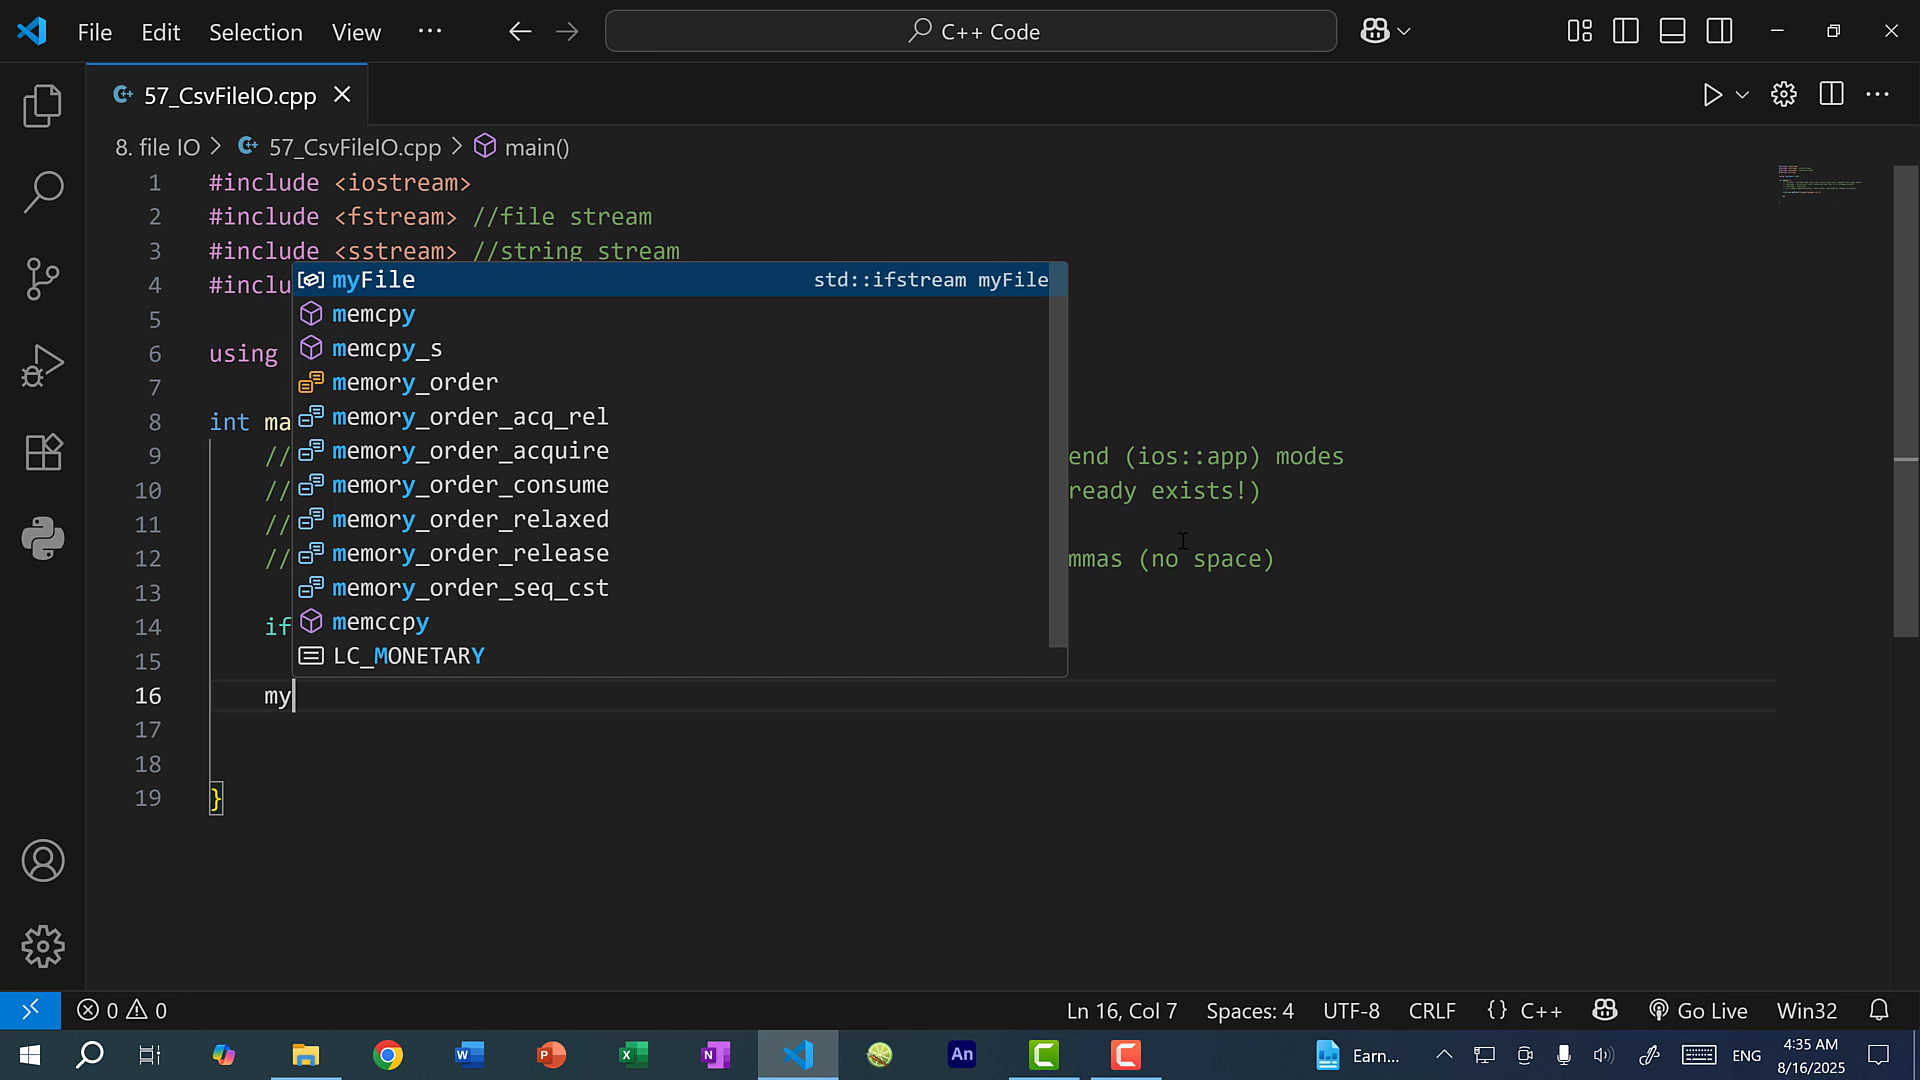 File Edit Selection View ··· C++ Code
57_CsvFileIO.cpp
8. file IO > 57_CsvFileIO.cpp > main()
1 #include <iostream>
2 #include <fstream> //file stream
3 #include <sstream> //string stream
4 #inclu
5
6 using
7
8 int ma
9 // end (ios::app) modes
10 // ready exists!)
11 //
12 // mmas (no space)
13
14 if
15
16 my
17
18
19 }
myFile std::ifstream myFile
memcpy
memcpy_s
memory_order
memory_order_acq_rel
memory_order_acquire
memory_order_consume
memory_order_relaxed
memory_order_release
memory_order_seq_cst
memccpy
LC_MONETARY
0 0 Ln 16, Col 7 Spaces: 4 UTF-8 CRLF {} C++ Go Live Win32
Earn... ENG 4:35 AM
8/16/2025